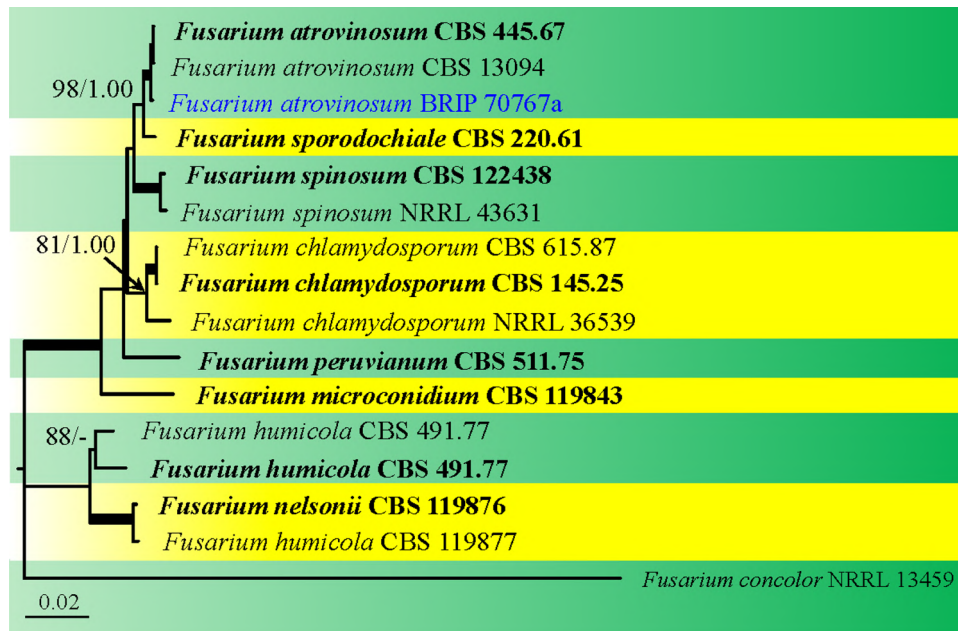 Fusarium atrovinosum CBS 445.67
Fusarium atrovinosum CBS 13094
98/1.00
Fusarium atrovinosum BRIP 70767a
Fusarium sporodochiale CBS 220.61
Fusarium spinosum CBS 122438
Fusarium spinosum NRRL 43631
81/1.00
Fusarium chlamydosporum CBS 615.87
Fusarium chlamydosporum CBS 145.25
Fusarium chlamydosporum NRRL 36539
Fusarium peruvianum CBS 511.75
Fusarium microconidium CBS 119843
88/-
Fusarium humicola CBS 491.77
Fusarium humicola CBS 491.77
Fusarium nelsonii CBS 119876
Fusarium humicola CBS 119877
Fusarium concolor NRRL 13459
0.02